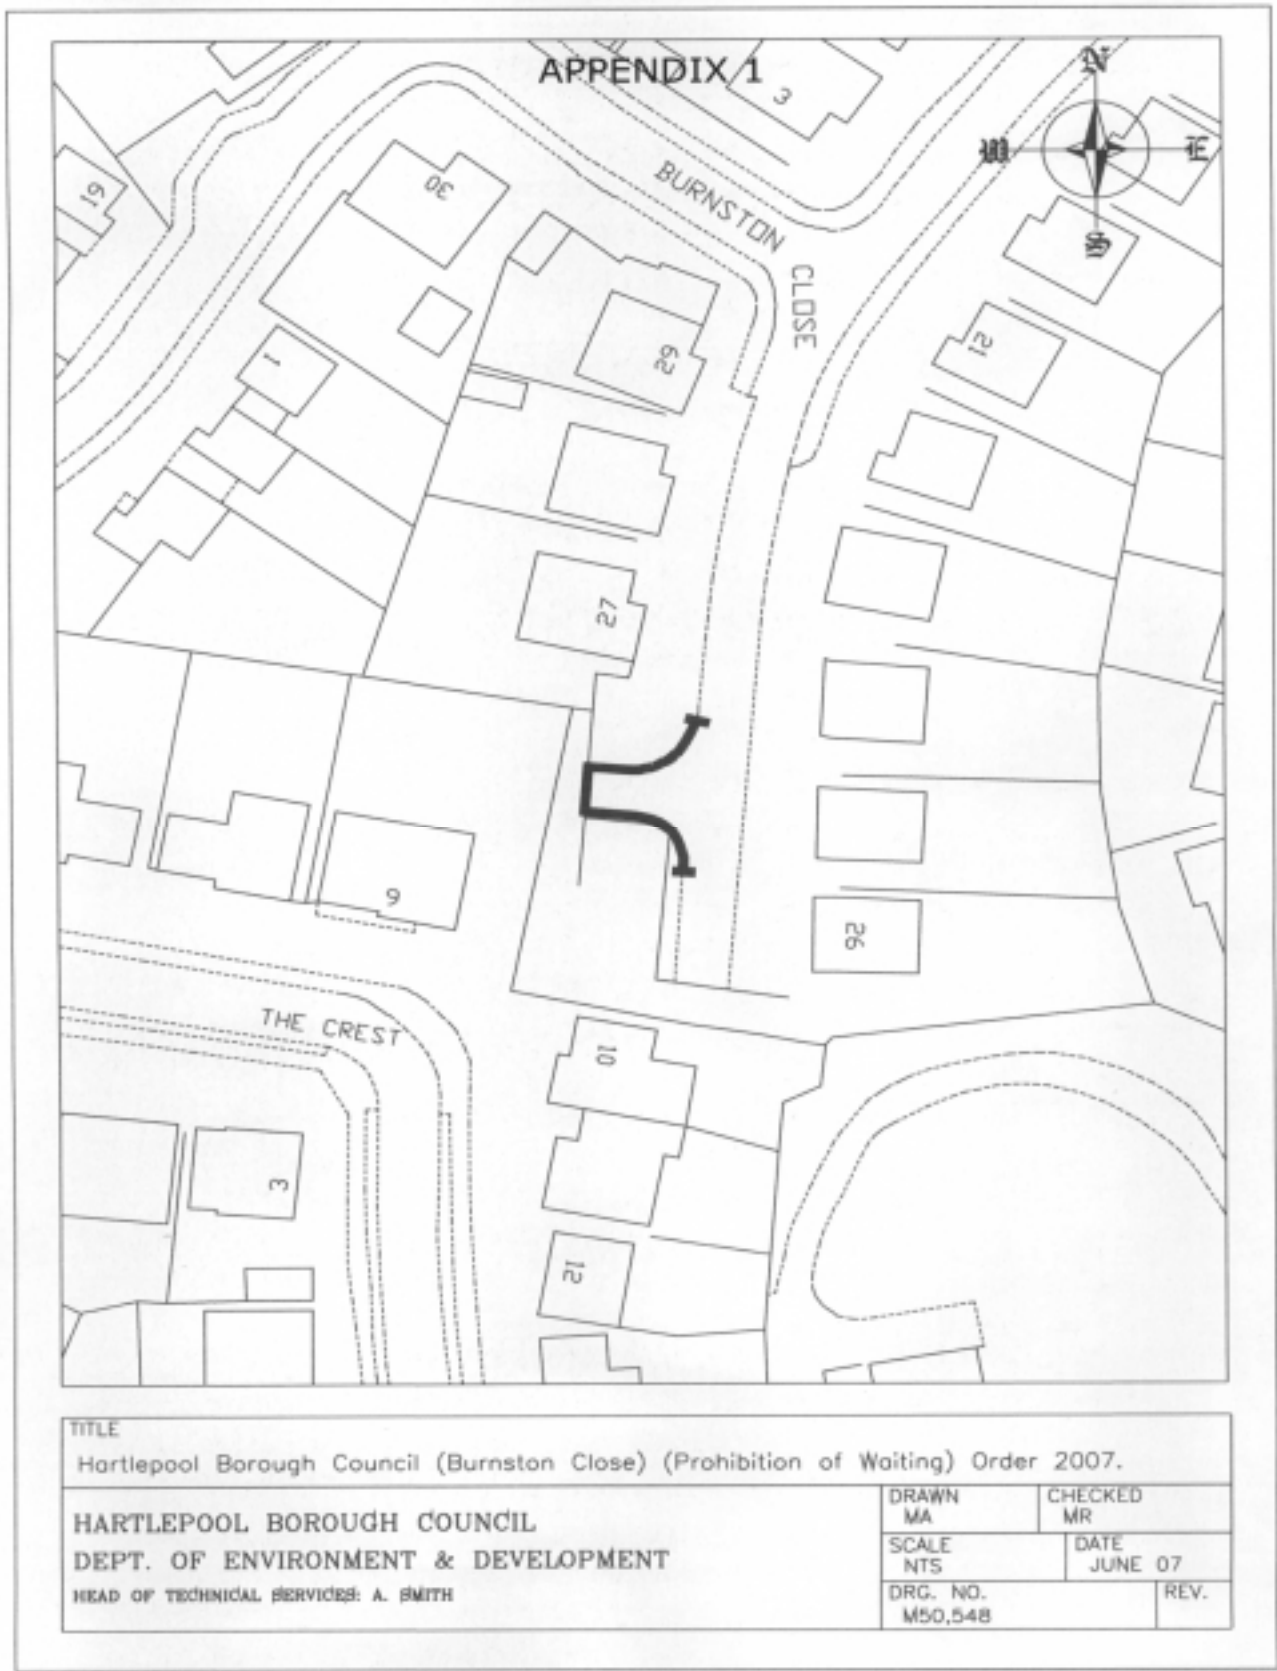 APPENDIX 1
N
W
E
S
3
BURNSTON
CLOSE
19
30
1
29
12
27
9
26
THE CREST
10
3
12
TITLE
Hartlepool Borough Council (Burnston Close) (Prohibition of Waiting) Order 2007.
HARTLEPOOL BOROUGH COUNCIL
DEPT. OF ENVIRONMENT & DEVELOPMENT
HEAD OF TECHNICAL SERVICES: A. SMITH
DRAWN
MA
CHECKED
MR
SCALE
NTS
DATE
JUNE 07
DRG. NO.
M50,548
REV.